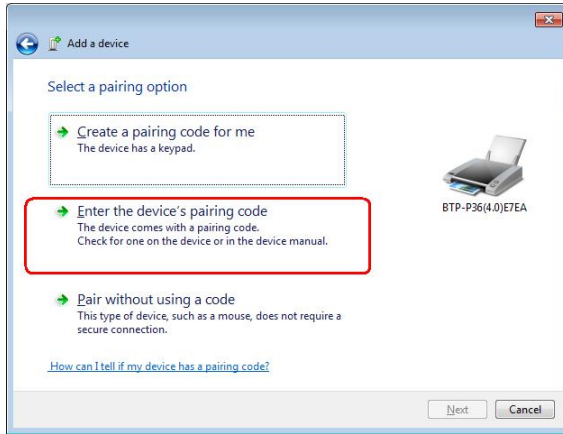 Add a device
Select a pairing option
Create a pairing code for me
The device has a keypad.
BTP-P36(4.0)E7EA
Enter the device's pairing code
The device comes with a pairing code.
Check for one on the device or in the device manual.
Pair without using a code
This type of device, such as a mouse, does not require a
secure connection.
How can I tell if my device has a pairing code?
Next
Cancel